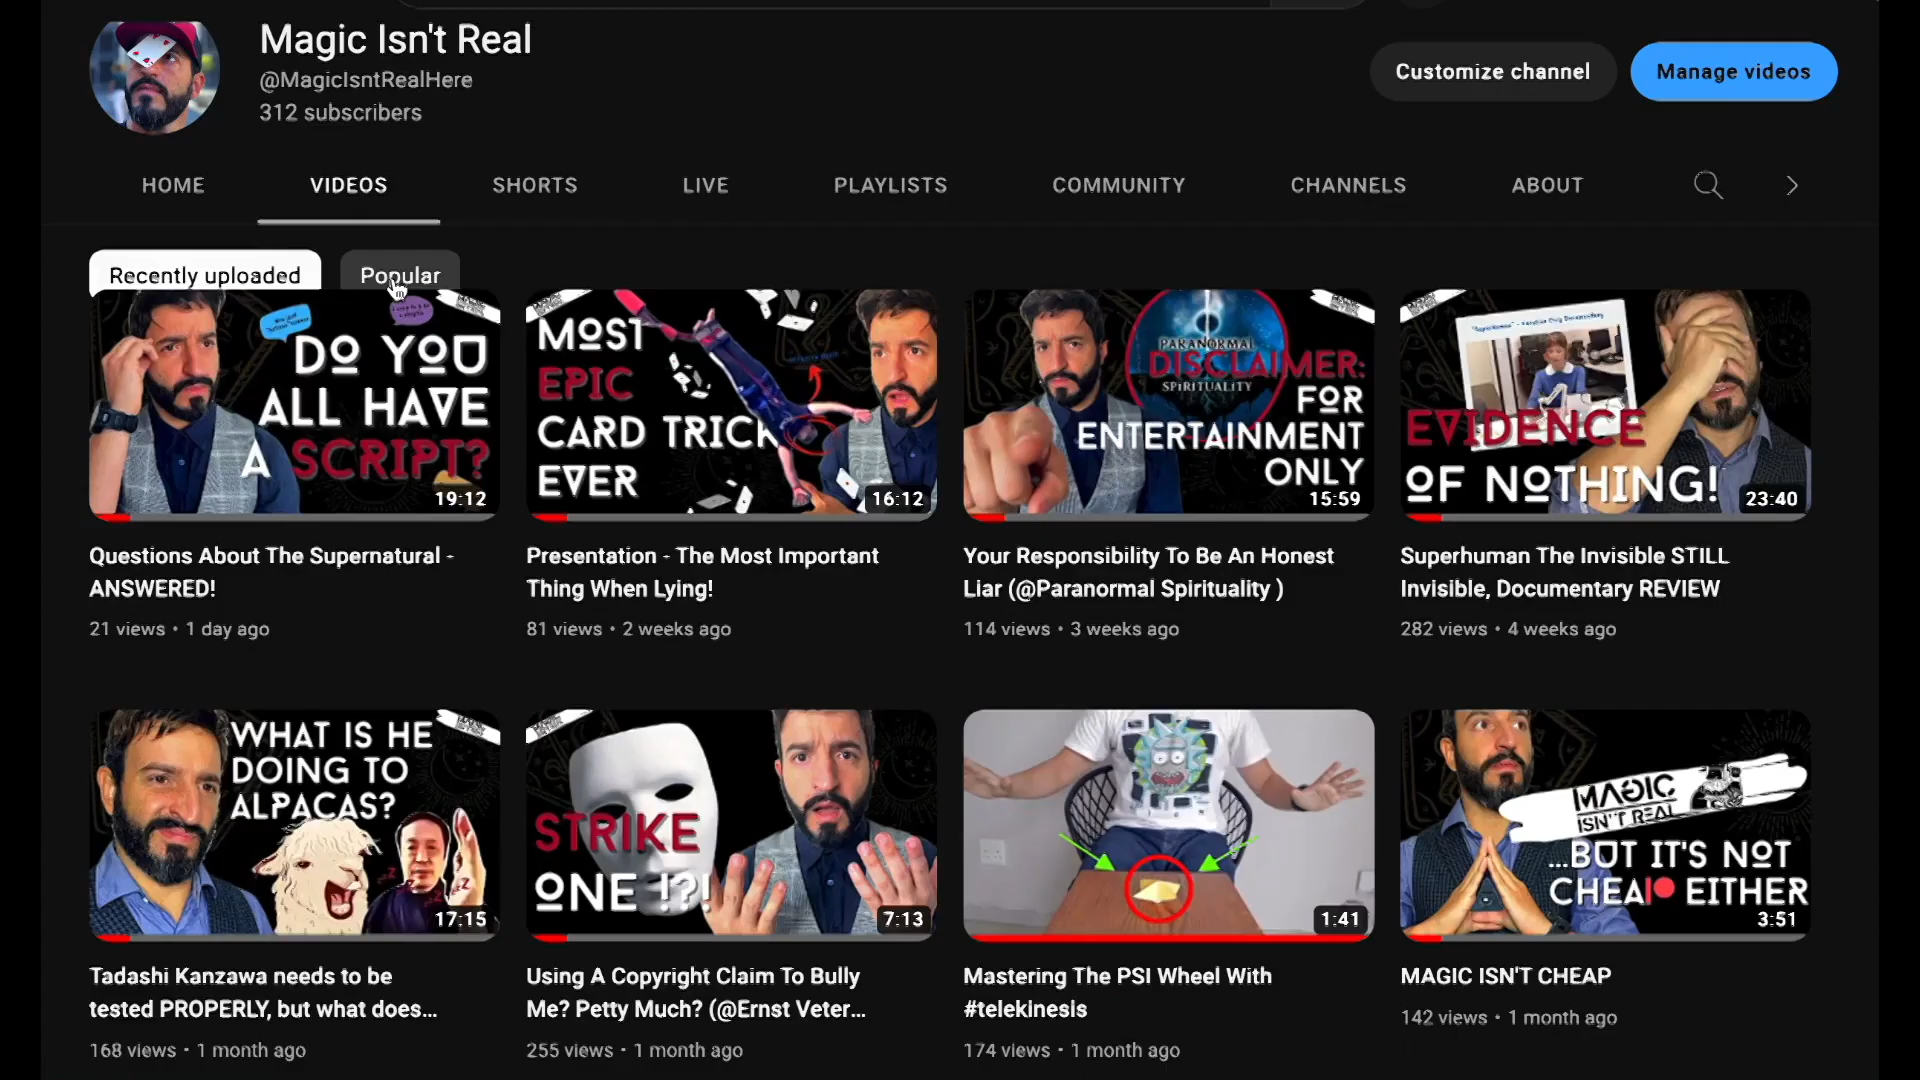 Magic Isn't Real
@MagicIsntRealHere
312 subscribers
Customize channel
Manage videos
HOME
VIDEOS
SHORTS
LIVE
PLAYLISTS
COMMUNITY
CHANNELS
ABOUT
Recently uploaded
Popular
DO YOU
ALL HAVE
A SCRIPT?
19:12
MOST
EPIC
CARD TRICK
EVER
16:12
PARANORMAL
SPIRITUALITY
DISCLAIMER:
FOR
ENTERTAINMENT
ONLY
15:59
EVIDENCE
OF NOTHING!
23:40
Questions About The Supernatural -
ANSWERED!
21 views • 1 day ago
Presentation - The Most Important
Thing When Lying!
81 views • 2 weeks ago
Your Responsibility To Be An Honest
Liar (@Paranormal Spirituality )
114 views • 3 weeks ago
Superhuman The Invisible STILL
Invisible, Documentary REVIEW
282 views • 4 weeks ago
WHAT IS HE
DOING TO
ALPACAS?
17:15
STRIKE
ONE !?!
7:13
1:41
MAGIC
ISN'T REAL
...BUT IT'S NOT
CHEAP EITHER
3:51
Tadashi Kanzawa needs to be
tested PROPERLY, but what does...
168 views • 1 month ago
Using A Copyright Claim To Bully
Me? Petty Much? (@Ernst Veter...
255 views • 1 month ago
Mastering The PSI Wheel With
#telekinesis
174 views • 1 month ago
MAGIC ISN'T CHEAP
142 views • 1 month ago